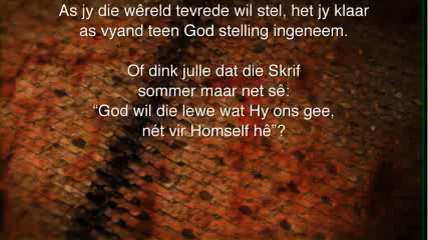 As jy die wêreld tevrede wil stel, het jy klaar
as vyand teen God stelling ingeneem.
Of dink julle dat die Skrif
sommer maar net sê:
“God wil die lewe wat Hy ons gee,
nét vir Homself hê”?